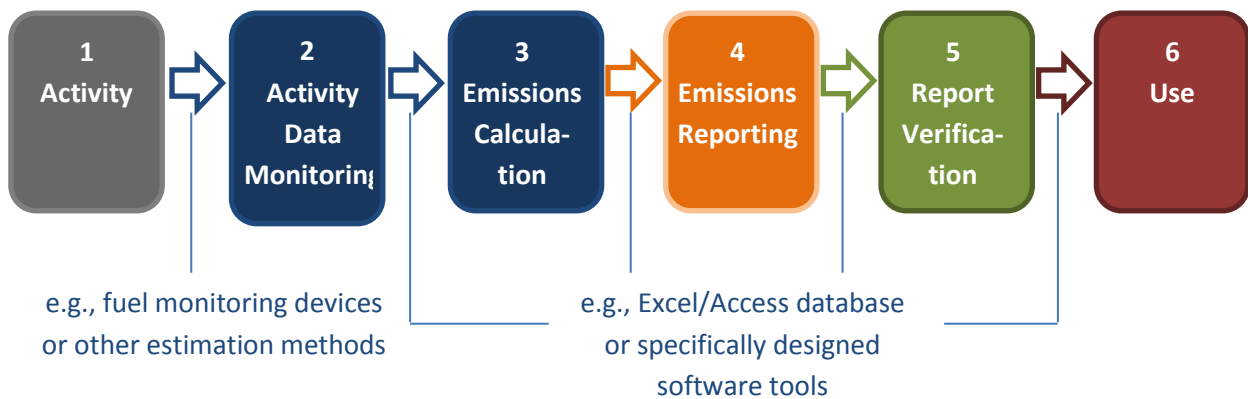 1
Activity
2
Activity
Data
Monitoring
3
Emissions
Calcula-
tion
4
Emissions
Reporting
5
Report
Verifica-
tion
6
Use
e.g., fuel monitoring devices
or other estimation methods
e.g., Excel/Access database
or specifically designed
software tools